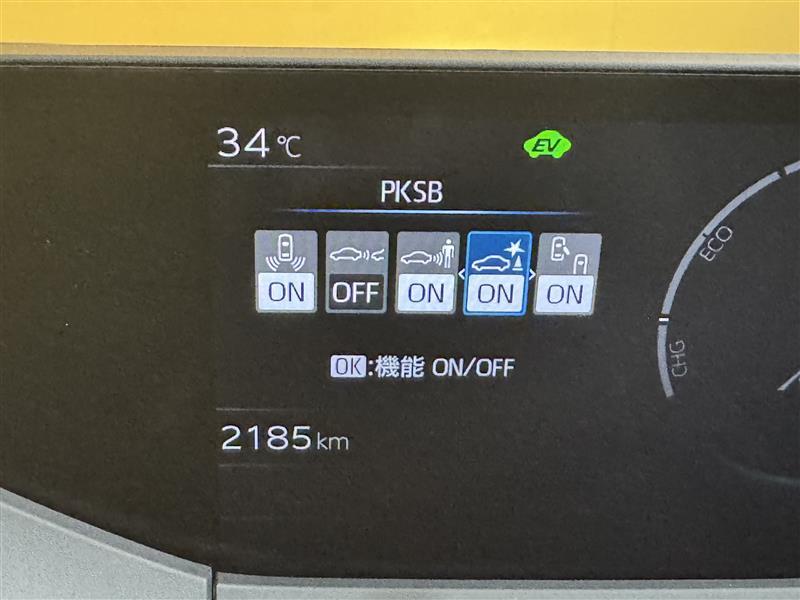 34℃
EV
PKSB
ON OFF ON ON ON
OK:機能 ON/OFF
2185km
ECO
CHG